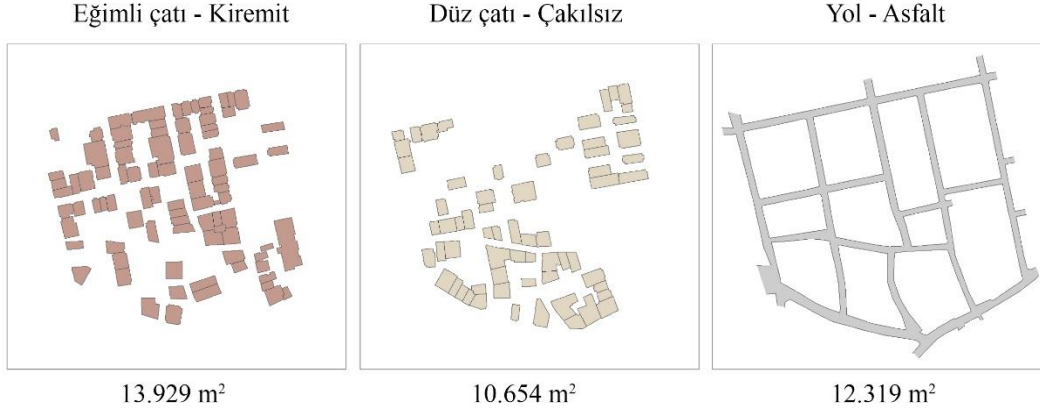 Eğimli çatı - Kiremit
Düz çatı - Çakılsız
Yol - Asfalt
13.929 m²
10.654 m²
12.319 m²